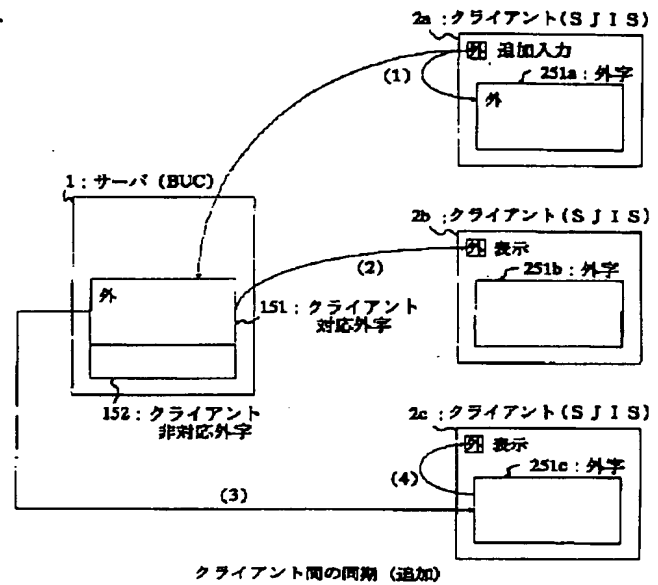 2a:クライアント(SJIS)
外 追加入力
(1)
251a:外字
外
1:サーバ(BUC)
2b:クライアント(SJIS)
外 表示
(2)
251b:外字
外
151:クライアント
対応外字
152:クライアント
非対応外字
2c:クライアント(SJIS)
外 表示
251c:外字
(4)
(3)
クライアント間の同期(追加)